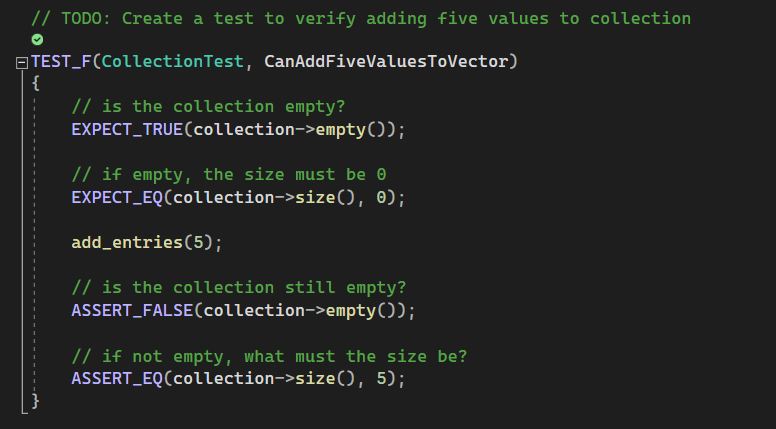 // TODO: Create a test to verify adding five values to collection
TEST_F(CollectionTest, CanAddFiveValuesToVector)
{
// is the collection empty?
EXPECT_TRUE(collection->empty());
// if empty, the size must be 0
EXPECT_EQ(collection->size(), 0);
add_entries(5);
// is the collection still empty?
ASSERT_FALSE(collection->empty());
// if not empty, what must the size be?
ASSERT_EQ(collection->size(), 5);
}